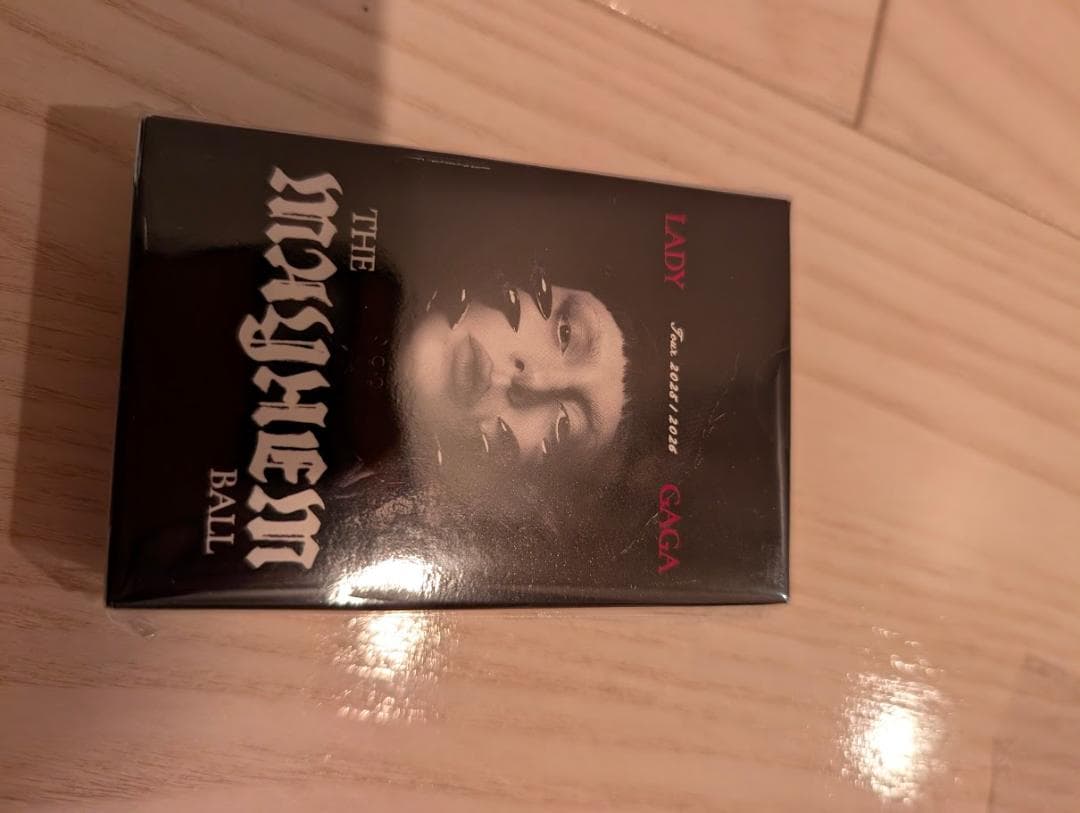 LADY Tour 2025 / 2026 GAGA
THE
MAYHEM
BALL